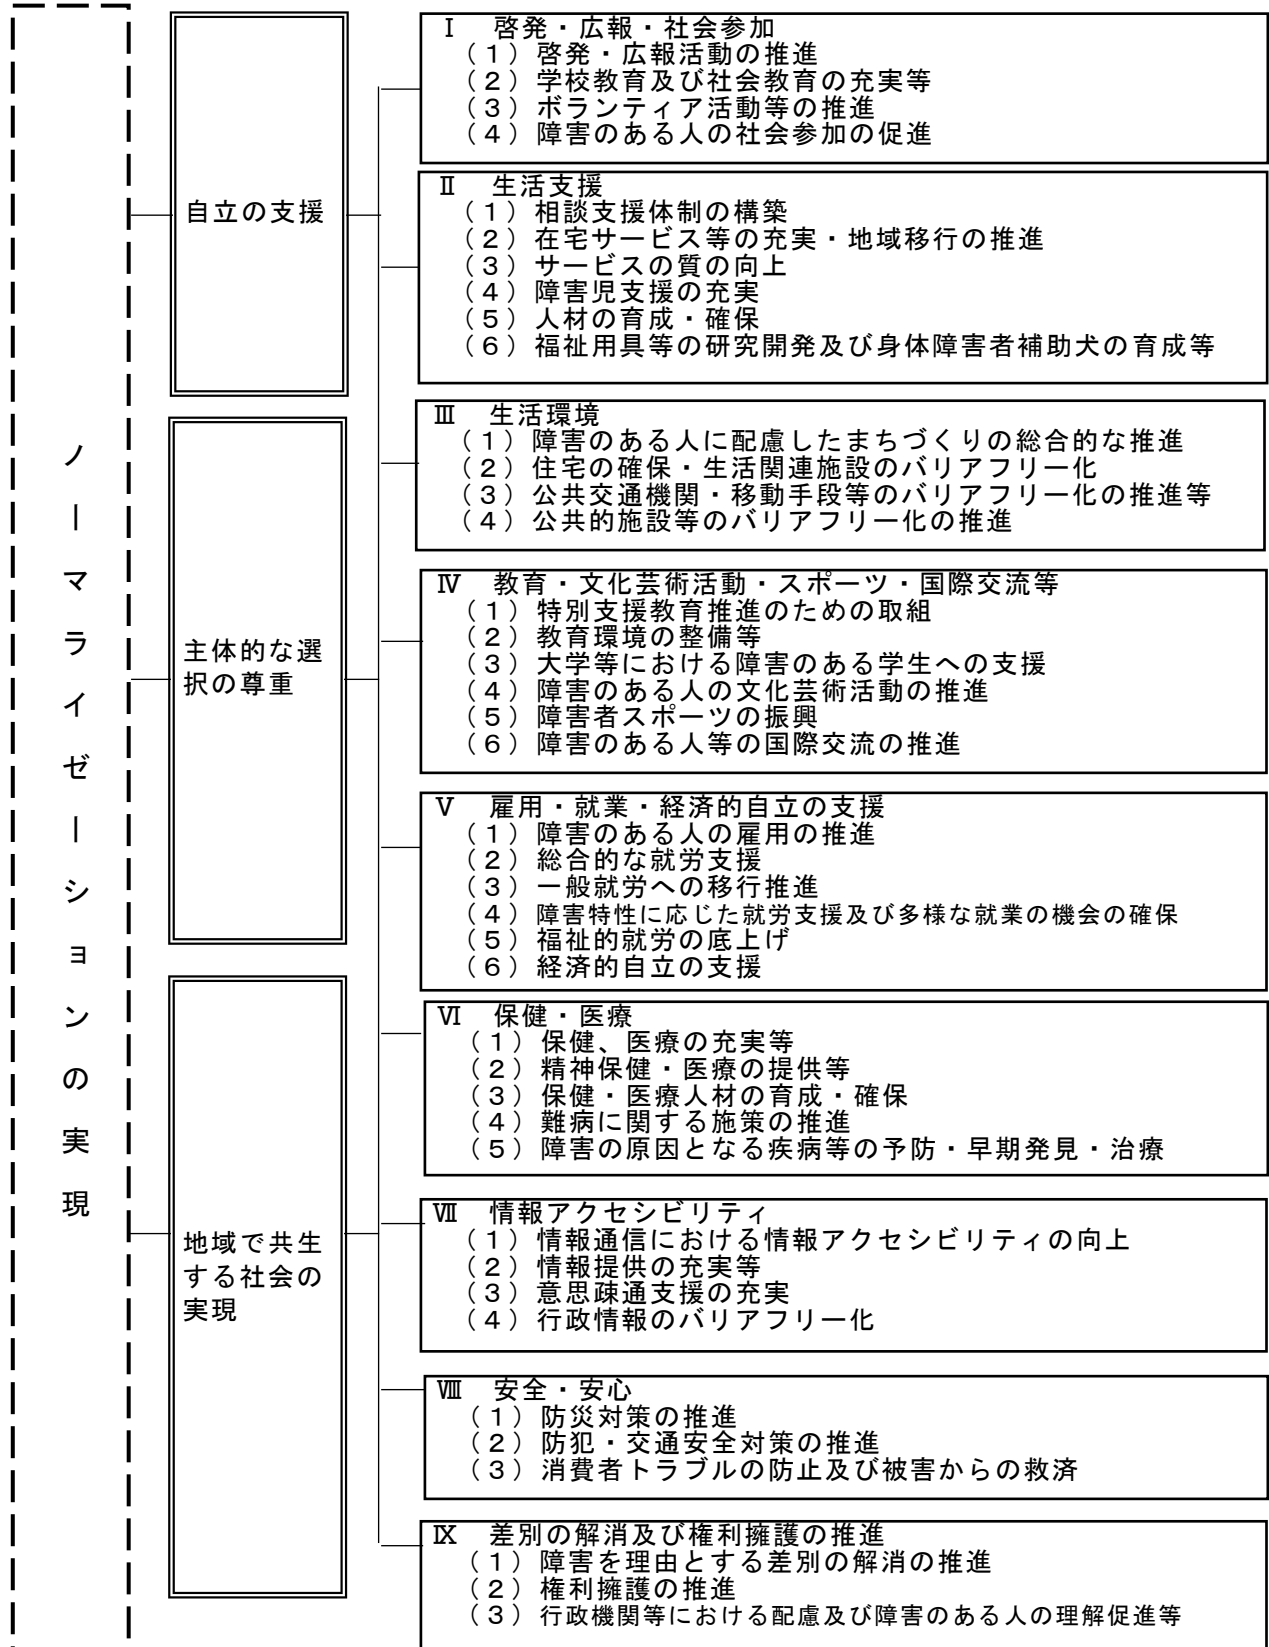 ノーマライゼーションの実現
自立の支援
主体的な選
択の尊重
地域で共生
する社会の
実現
Ⅰ 啓発・広報・社会参加
（１）啓発・広報活動の推進
（２）学校教育及び社会教育の充実等
（３）ボランティア活動等の推進
（４）障害のある人の社会参加の促進
Ⅱ 生活支援
（１）相談支援体制の構築
（２）在宅サービス等の充実・地域移行の推進
（３）サービスの質の向上
（４）障害児支援の充実
（５）人材の育成・確保
（６）福祉用具等の研究開発及び身体障害者補助犬の育成等
Ⅲ 生活環境
（１）障害のある人に配慮したまちづくりの総合的な推進
（２）住宅の確保・生活関連施設のバリアフリー化
（３）公共交通機関・移動手段等のバリアフリー化の推進等
（４）公共的施設等のバリアフリー化の推進
Ⅳ 教育・文化芸術活動・スポーツ・国際交流等
（１）特別支援教育推進のための取組
（２）教育環境の整備等
（３）大学等における障害のある学生への支援
（４）障害のある人の文化芸術活動の推進
（５）障害者スポーツの振興
（６）障害のある人等の国際交流の推進
Ⅴ 雇用・就業・経済的自立の支援
（１）障害のある人の雇用の推進
（２）総合的な就労支援
（３）一般就労への移行推進
（４）障害特性に応じた就労支援及び多様な就業の機会の確保
（５）福祉的就労の底上げ
（６）経済的自立の支援
Ⅵ 保健・医療
（１）保健、医療の充実等
（２）精神保健・医療の提供等
（３）保健・医療人材の育成・確保
（４）難病に関する施策の推進
（５）障害の原因となる疾病等の予防・早期発見・治療
Ⅶ 情報アクセシビリティ
（１）情報通信における情報アクセシビリティの向上
（２）情報提供の充実等
（３）意思疎通支援の充実
（４）行政情報のバリアフリー化
Ⅷ 安全・安心
（１）防災対策の推進
（２）防犯・交通安全対策の推進
（３）消費者トラブルの防止及び被害からの救済
Ⅸ 差別の解消及び権利擁護の推進
（１）障害を理由とする差別の解消の推進
（２）権利擁護の推進
（３）行政機関等における配慮及び障害のある人の理解促進等